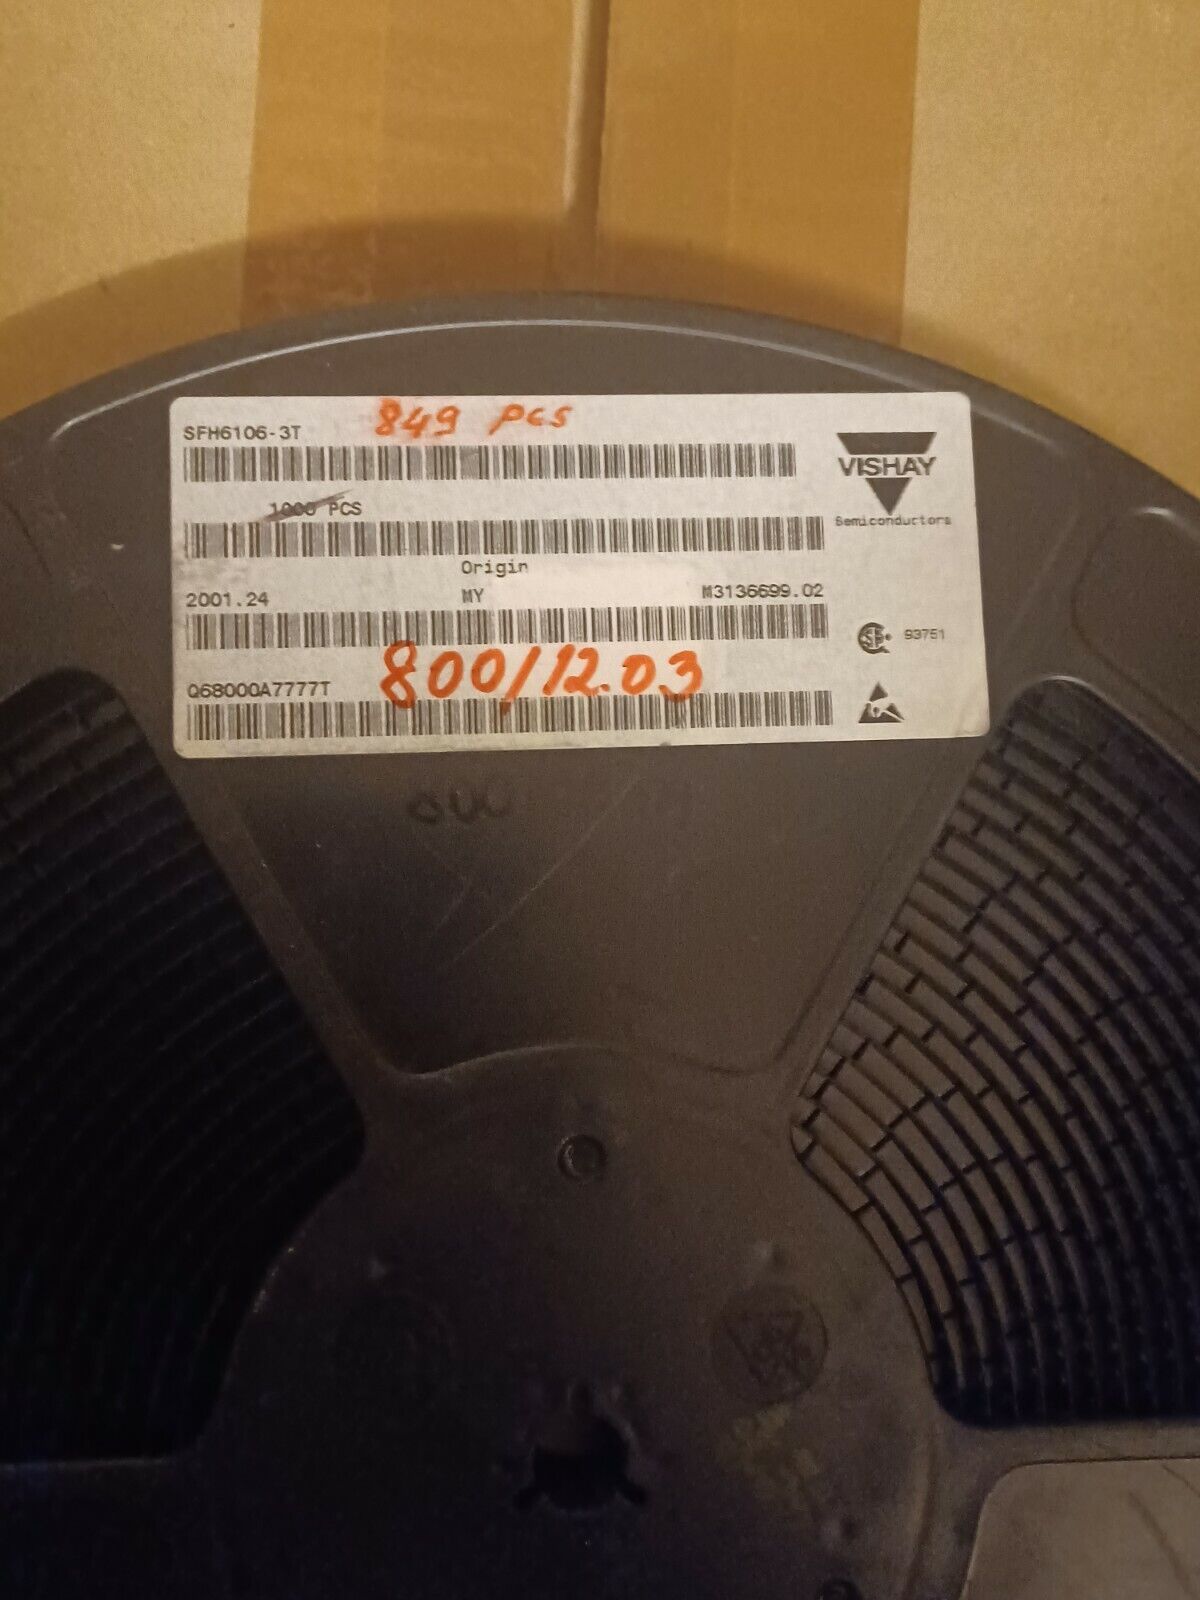 SFH6106-3T 849 PCS
VISHAY
1000 PCS
Semiconductors
Origin
2001.24 MY M3136699.02
93751
800/12.03
Q68000A7777T